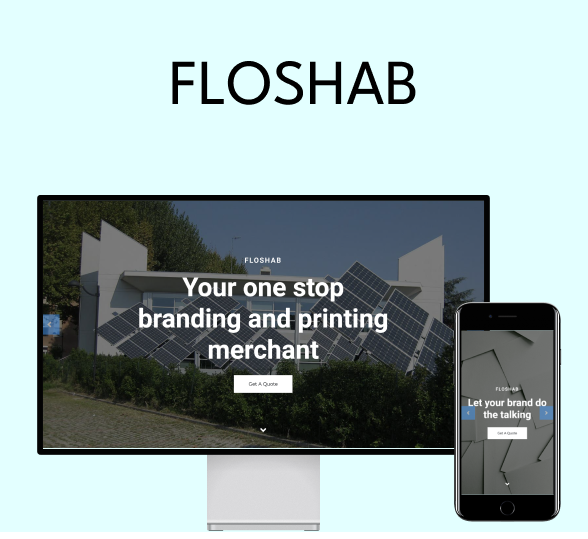 FLOSHAB
FLOSHAB
Your one stop
branding and printing
merchant
Get A Quote
FLOSHAB
Let your brand do
the talking
Get A Quote